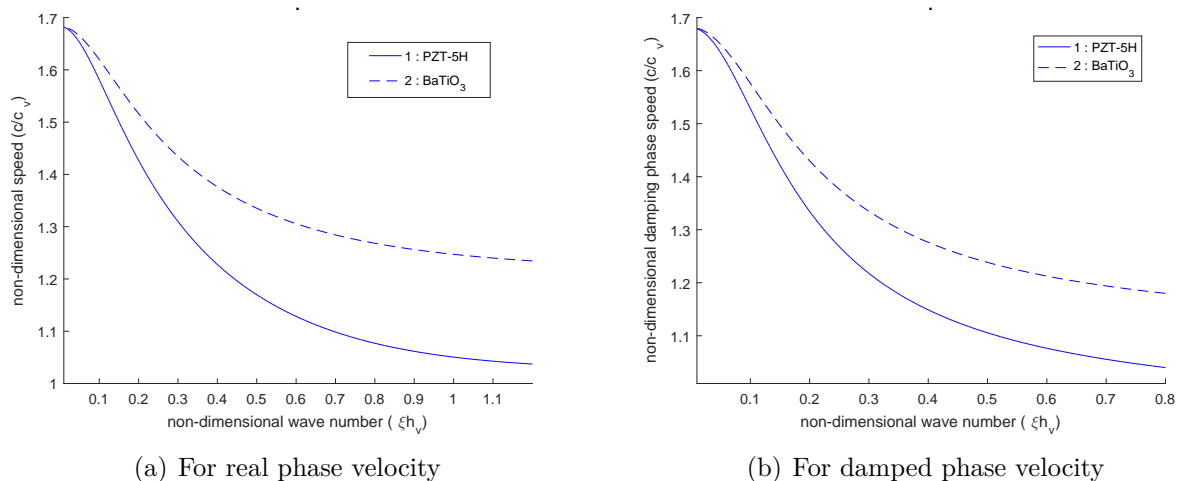 1.7
1.6
1.5
1.4
1.3
1.2
1.1
1
non-dimensional speed (c/c v)
1 : PZT-5H
2 : BaTiO3
0.1 0.2 0.3 0.4 0.5 0.6 0.7 0.8 0.9 1 1.1
non-dimensional wave number ( ξhv)
(a) For real phase velocity
1.7
1.6
1.5
1.4
1.3
1.2
1.1
non-dimensional damping phase speed (c/c v)
1 : PZT-5H
2 : BaTiO3
0.1 0.2 0.3 0.4 0.5 0.6 0.7 0.8
non-dimensional wave number ( ξhv)
(b) For damped phase velocity